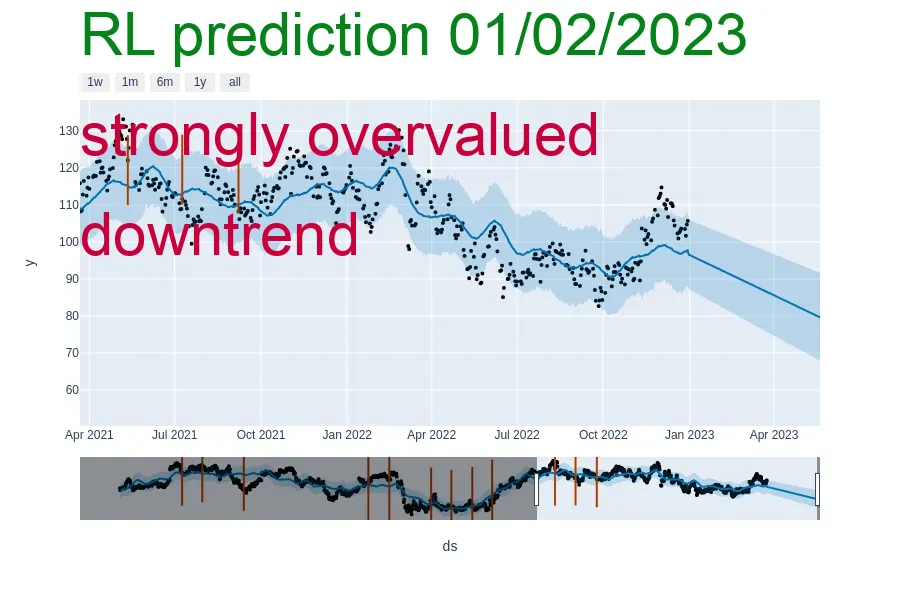 RL prediction 01/02/2023
1w 1m 6m 1y all
strongly overvalued
downtrend
130
120
110
100
90
80
70
60
y
Apr 2021 Jul 2021 Oct 2021 Jan 2022 Apr 2022 Jul 2022 Oct 2022 Jan 2023 Apr 2023
ds